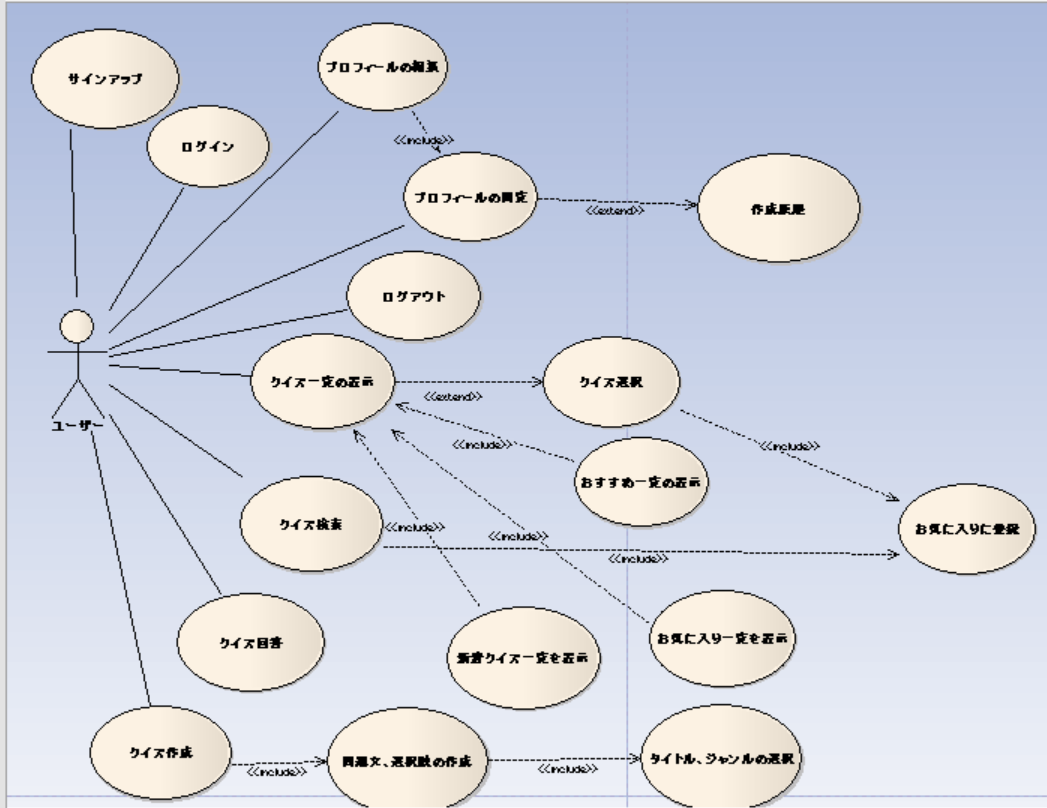 サインアップ
プロフィールの編集
ログイン
<<include>>
プロフィールの閲覧
<<extend>>
作成履歴
ログアウト
クイズ一覧の表示
<<extend>>
クイズ選択
ユーザー
<<include>>
<<include>>
おすすめ一覧の表示
クイズ検索
<<include>>
<<include>>
<<include>>
お気に入りに登録
クイズ回答
新着クイズ一覧を表示
お気に入り一覧を表示
クイズ作成
<<include>>
問題文、選択肢の作成
<<include>>
タイトル、ジャンルの選択